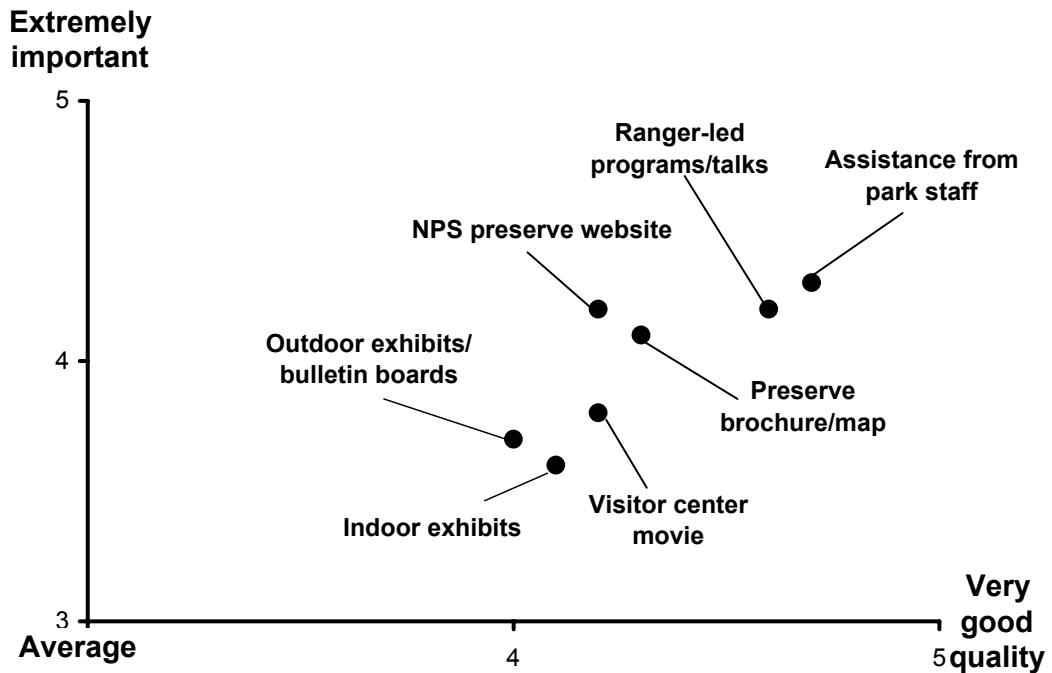 Extremely
important
5
Ranger-led
programs/talks
Assistance from
park staff
NPS preserve website
Outdoor exhibits/
bulletin boards
4
Preserve
brochure/map
Visitor center
movie
Indoor exhibits
3
Average
4
5
Very
good
quality